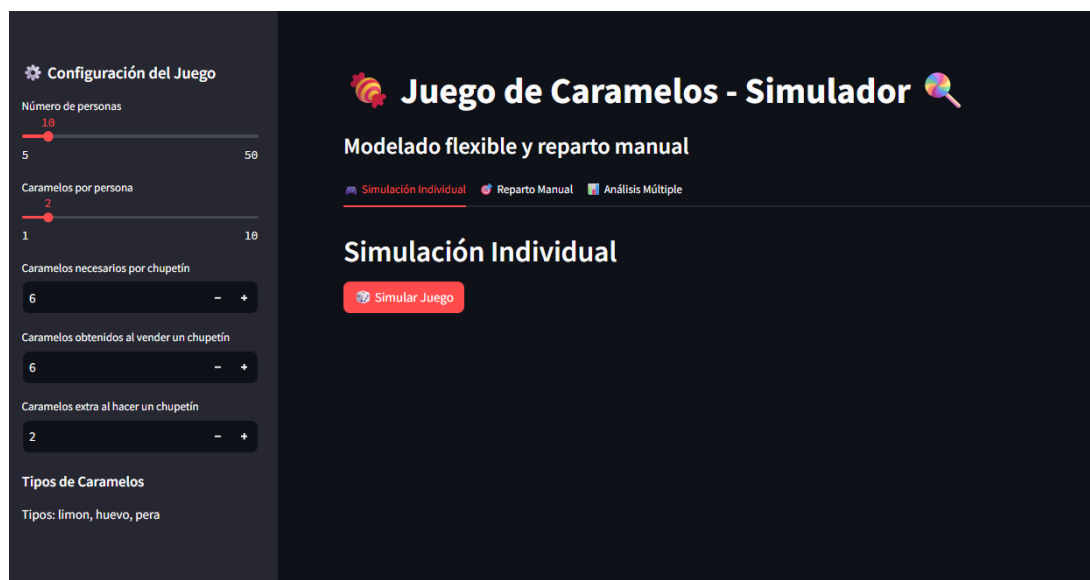 Configuración del Juego
Número de personas
10
5 50
Caramelos por persona
2
1 10
Caramelos necesarios por chupetín
6 - +
Caramelos obtenidos al vender un chupetín
6 - +
Caramelos extra al hacer un chupetín
2 - +
Tipos de Caramelos
Tipos: limon, huevo, pera
Juego de Caramelos - Simulador
Modelado flexible y reparto manual
Simulación Individual Reparto Manual Análisis Múltiple
Simulación Individual
Simular Juego